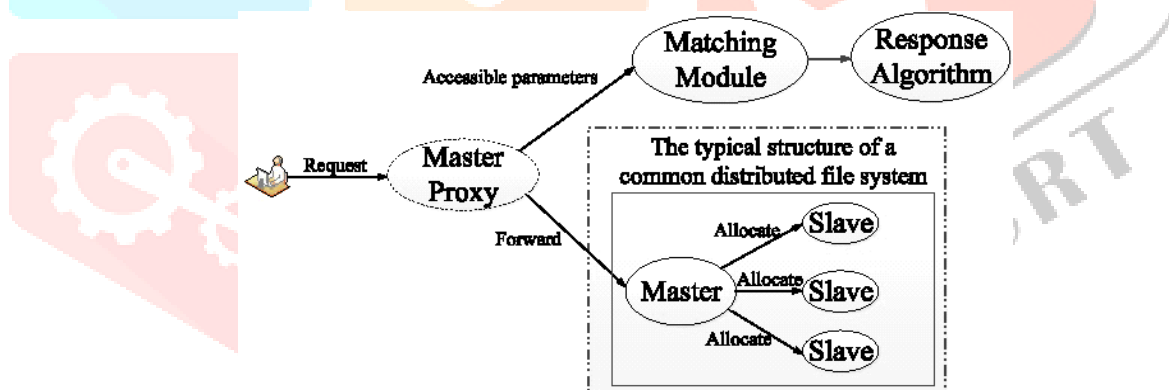 Matching
Module
Response
Algorithm
Accessible parameters
Request
Master
Proxy
Forward
The typical structure of a
common distributed file system
Allocate
Slave
Master
Allocate
Slave
Allocate
Slave
RT